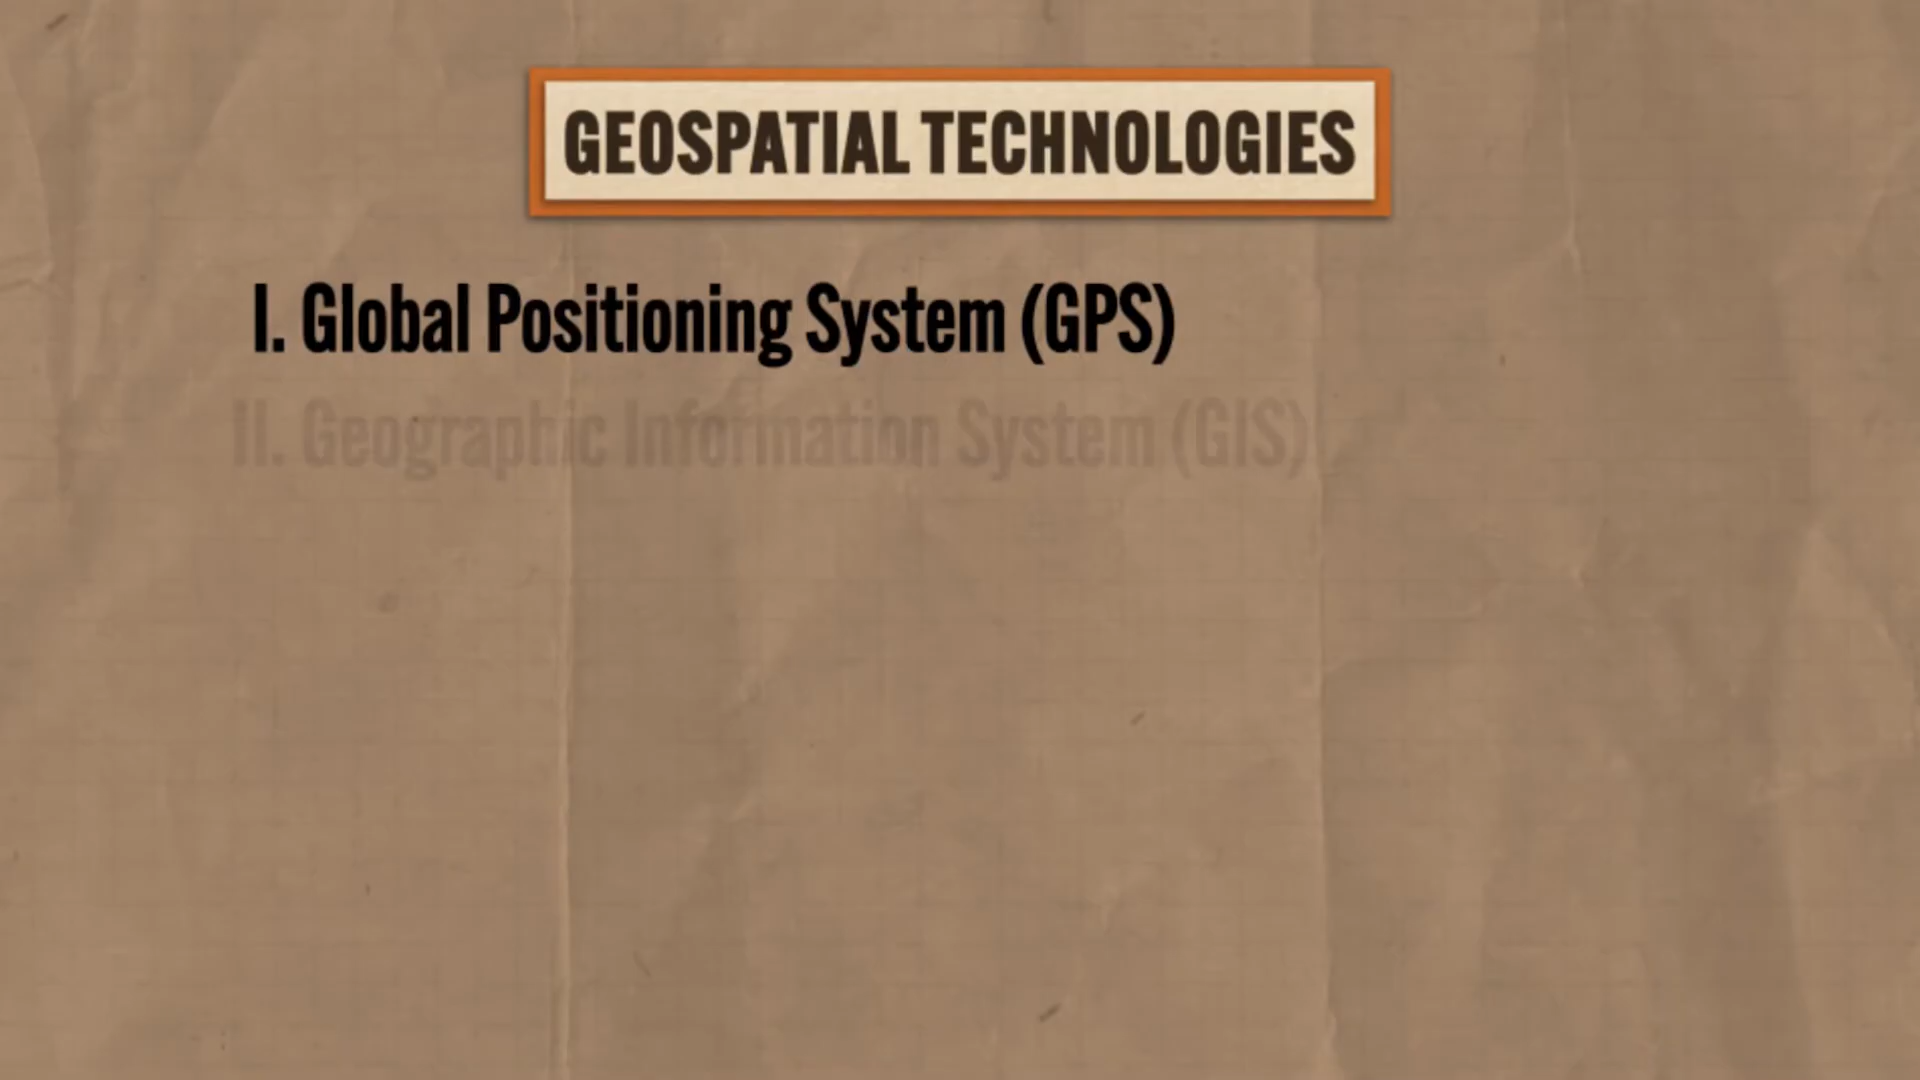 GEOSPATIAL TECHNOLOGIES
I. Global Positioning System (GPS)
II. Geographic Information System (GIS)